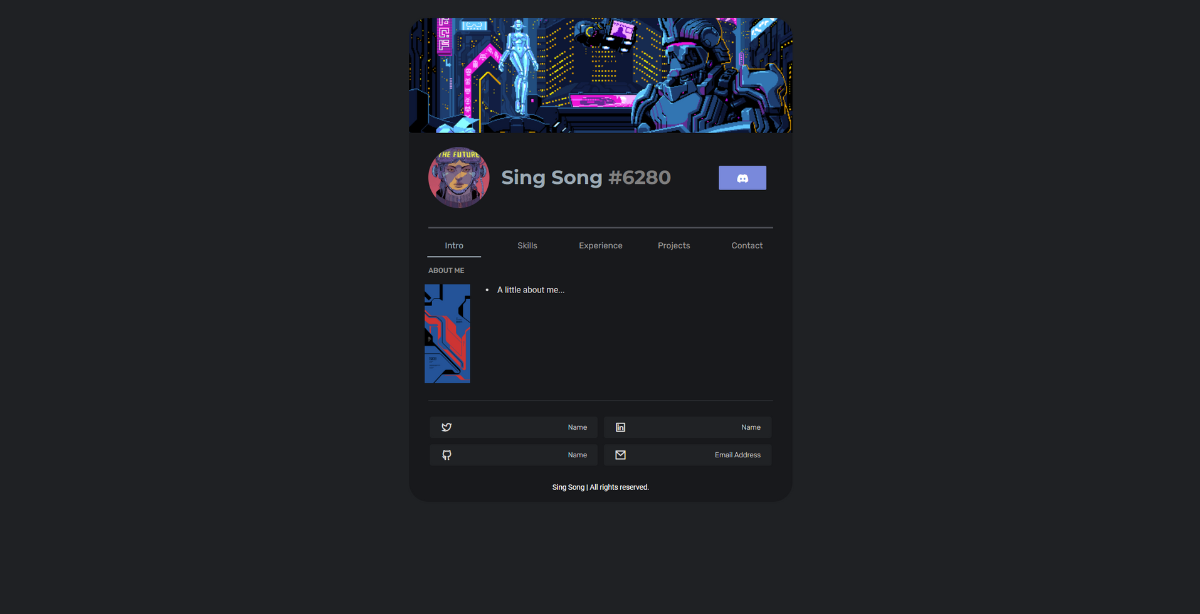 THE FUTURE
Sing Song #6280
Intro Skills Experience Projects Contact
ABOUT ME
A little about me...
Name
Name
Name
Email Address
Sing Song | All rights reserved.